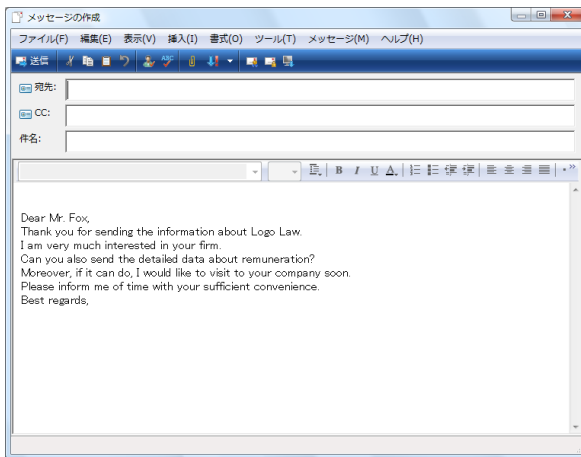 メッセージの作成
ファイル(F) 編集(E) 表示(V) 挿入(I) 書式(O) ツール(T) メッセージ(M) ヘルプ(H)
送信
宛先:
CC:
件名:
B I U A
Dear Mr. Fox,
Thank you for sending the information about Logo Law.
I am very much interested in your firm.
Can you also send the detailed data about remuneration?
Moreover, if it can do, I would like to visit to your company soon.
Please inform me of time with your sufficient convenience.
Best regards,